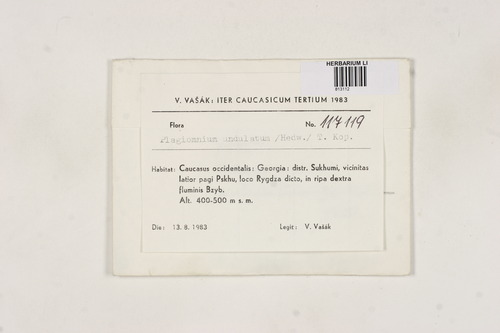 HERBARIUM LI
813112
V. VAŠÁK: ITER CAUCASICUM TERTIUM 1983
Flora No. 117119
Plagiomnium undulatum /Hedw./ T. Kop.
Habitat: Caucasus occidentalis: Georgia: distr. Sukhumi, vicinitas
latior pagi Pskhu, loco Rygdza dicto, in ripa dextra
fluminis Bzyb.
Alt. 400-500 m s. m.
Die: 13. 8. 1983 Legit: V. Vašák